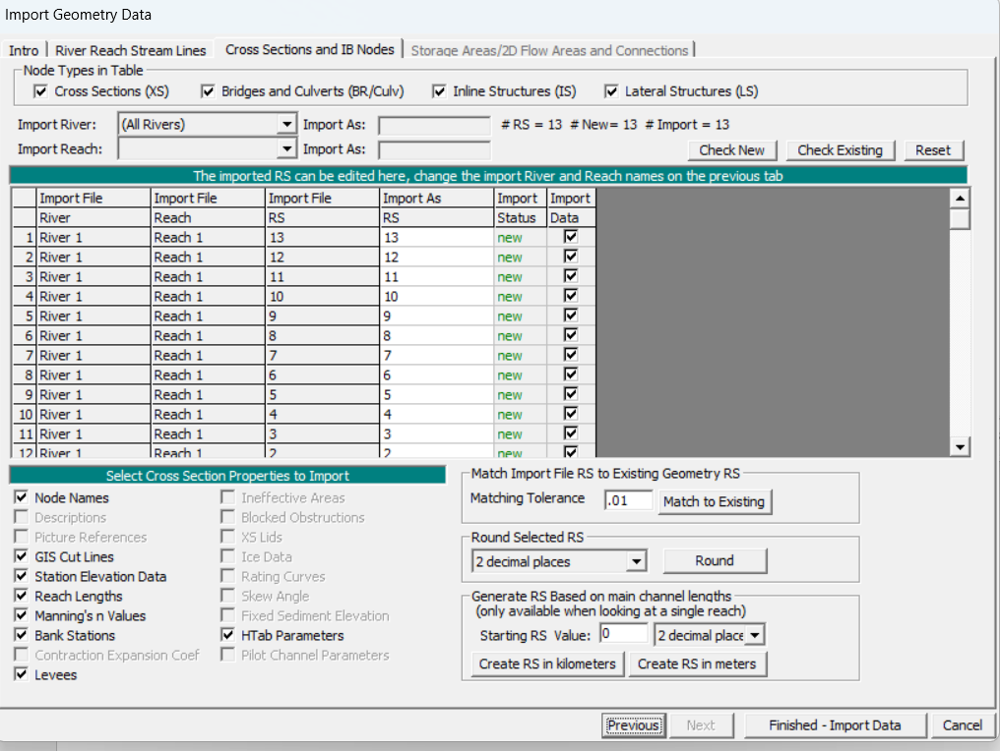 Import Geometry Data
Intro River Reach Stream Lines Cross Sections and IB Nodes Storage Areas/2D Flow Areas and Connections
Node Types in Table
Cross Sections (XS) Bridges and Culverts (BR/Culv) Inline Structures (IS) Lateral Structures (LS)
Import River: (All Rivers) Import As: # RS = 13 # New= 13 # Import = 13
Import Reach: Import As:
Check New Check Existing Reset
The imported RS can be edited here, change the import River and Reach names on the previous tab
Import File Import File Import File Import As Import Import
River Reach RS RS Status Data
1 River 1 Reach 1 13 13 new
2 River 1 Reach 1 12 12 new
3 River 1 Reach 1 11 11 new
4 River 1 Reach 1 10 10 new
5 River 1 Reach 1 9 9 new
6 River 1 Reach 1 8 8 new
7 River 1 Reach 1 7 7 new
8 River 1 Reach 1 6 6 new
9 River 1 Reach 1 5 5 new
10 River 1 Reach 1 4 4 new
11 River 1 Reach 1 3 3 new
12 River 1 Reach 1 2 2 new
Select Cross Section Properties to Import
Node Names
Descriptions
Picture References
GIS Cut Lines
Station Elevation Data
Reach Lengths
Manning's n Values
Bank Stations
Contraction Expansion Coef
Levees
Ineffective Areas
Blocked Obstructions
XS Lids
Ice Data
Rating Curves
Skew Angle
Fixed Sediment Elevation
HTab Parameters
Pilot Channel Parameters
Match Import File RS to Existing Geometry RS
Matching Tolerance .01 Match to Existing
Round Selected RS
2 decimal places Round
Generate RS Based on main channel lengths
(only available when looking at a single reach)
Starting RS Value: 0 2 decimal place
Create RS in kilometers Create RS in meters
Previous Next Finished - Import Data Cancel